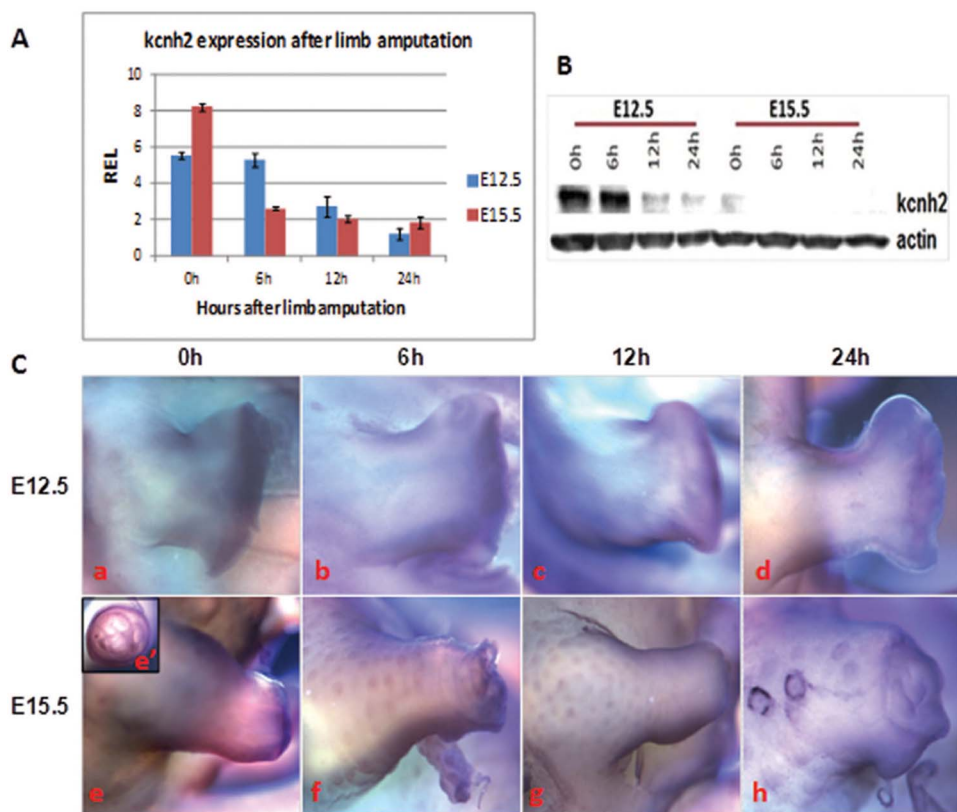 A
kcnh2 expression after limb amputation
10
8
6
4
2
0
REL
0h 6h 12h 24h
Hours after limb amputation
E12.5
E15.5
B
E12.5 E15.5
0h 6h 12h 24h 0h 6h 12h 24h
kcnh2
actin
C
0h 6h 12h 24h
E12.5
a b c d
E15.5
e' 
e f g h